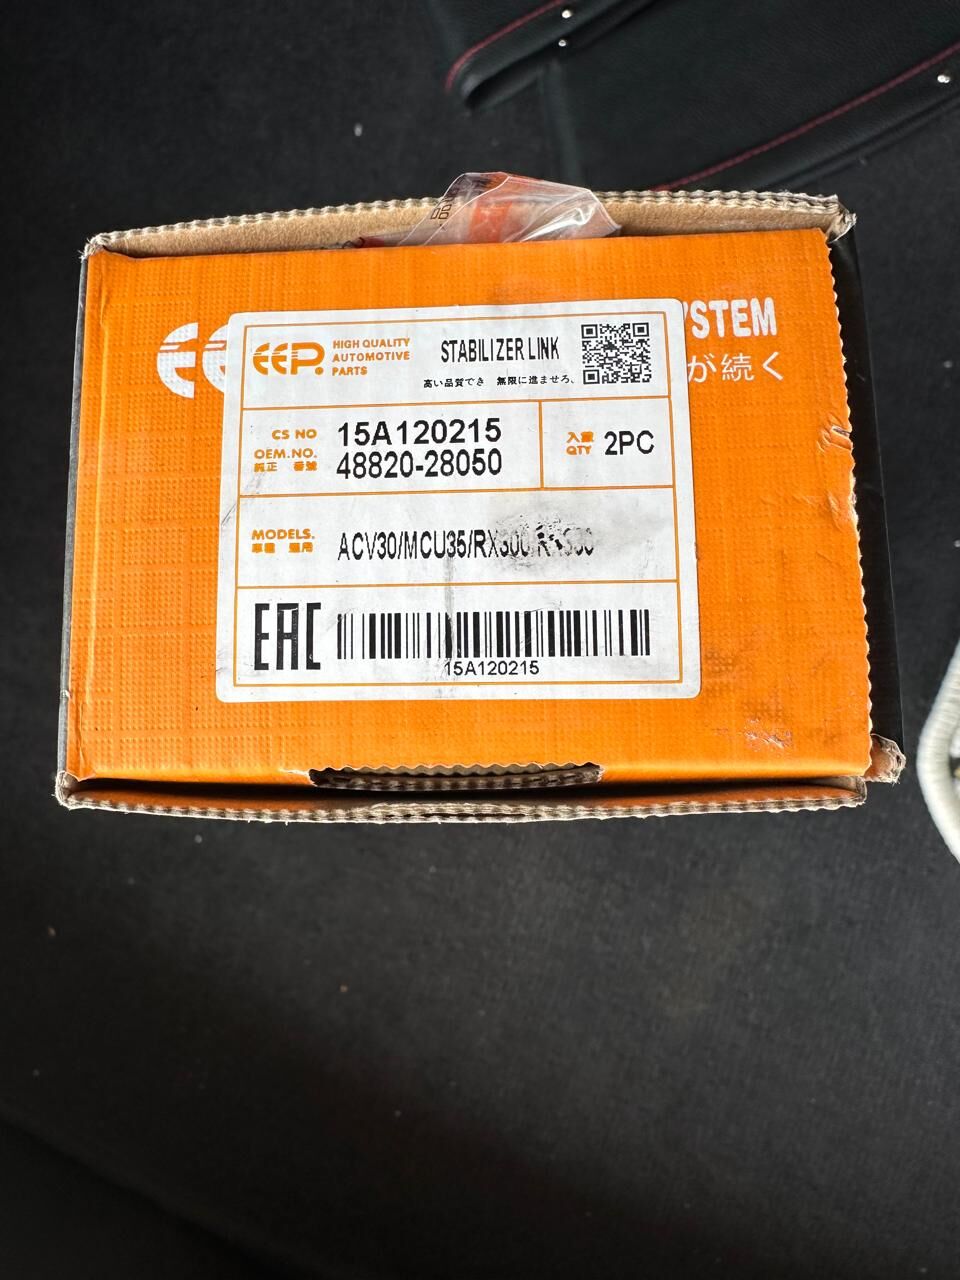 YSTEM
が続く
EEP.
HIGH QUALITY
AUTOMOTIVE
PARTS
STABILIZER LINK
高い品質でき 無限に進ませろ、
CS NO 15A120215
OEM.NO. 48820-28050
純正 番號
入數
QTY 2PC
MODELS. ACV30/MCU35/RX300/
車種 適用
EAC
15A120215